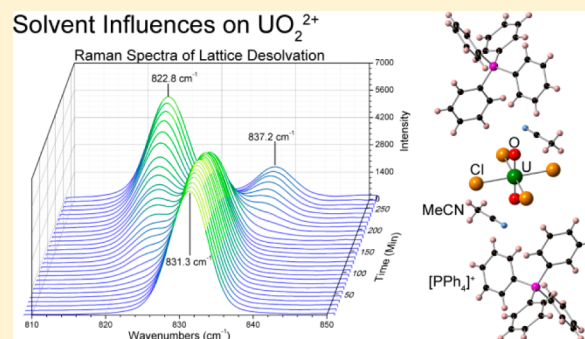 Solvent Influences on UO₂²⁺
Raman Spectra of Lattice Desolvation
822.8 cm⁻¹
837.2 cm⁻¹
831.3 cm⁻¹
7000
5600
4200
2800
1400
Intensity
250
200
150
100
50
Time (Min)
810
820
830
840
850
Wavenumbers (cm⁻¹)
O
U
Cl
MeCN
[PPh₄]⁺